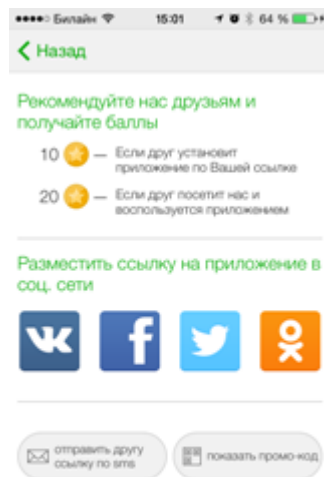 Билайн 15:01 64 %
Назад
Рекомендуйте нас друзьям и
получайте баллы
10 — Если друг установит
приложение по Вашей ссылке
20 — Если друг посетит нас и
воспользуется приложением
Разместить ссылку на приложение в
соц. сети
отправить другу
ссылку по sms
показать промо-код